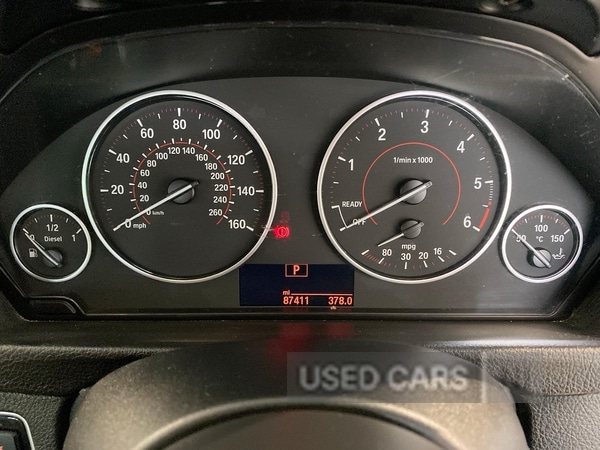 0 20 40 60 80 100 120 140 160
mph
0 20 40 60 80 100 120 140 160 180 200 220 240 260
km/h
0 1/2 1
Diesel
OFF READY 1 2 3 4 5 6
1/min x 1000
mpg
80 30 20 16
50 100 150
°C
P
mi
87411 378.0
USED CARS